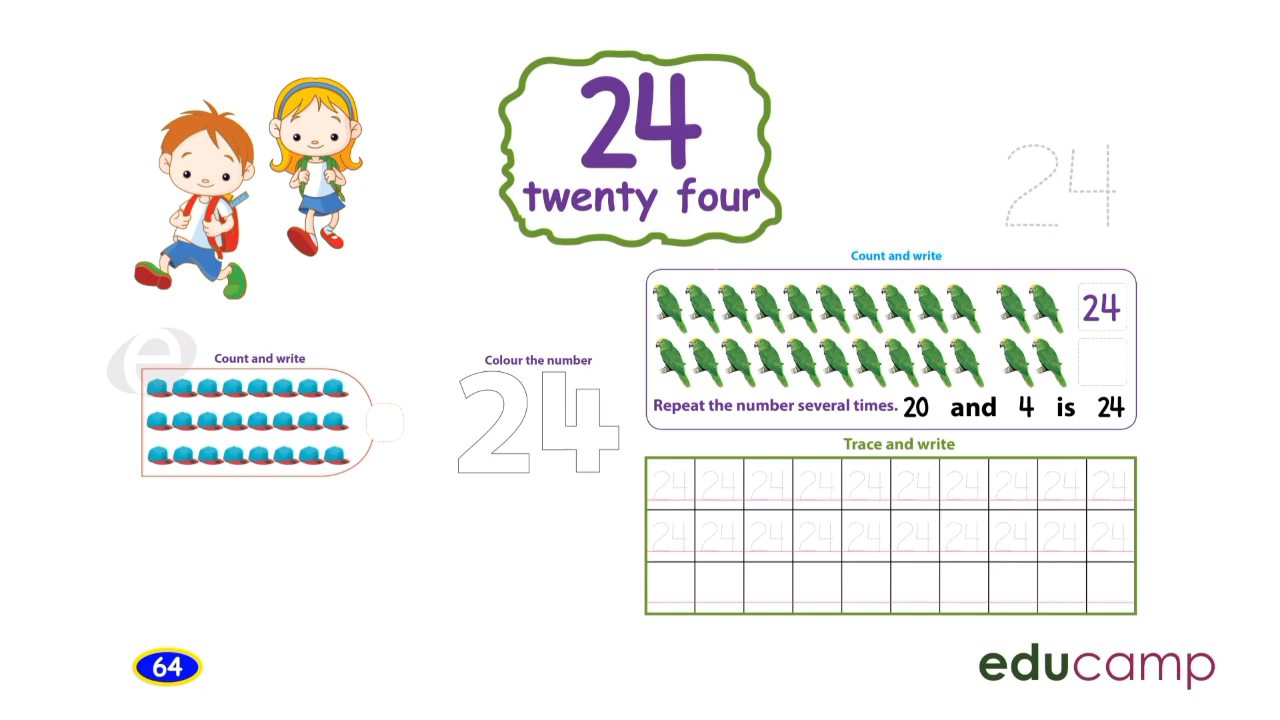 24
twenty four
24
Count and write
24
Repeat the number several times. 20 and 4 is 24
Count and write
Colour the number
24
Trace and write
24 24 24 24 24 24 24 24 24 24
24 24 24 24 24 24 24 24 24 24
64
educamp
e